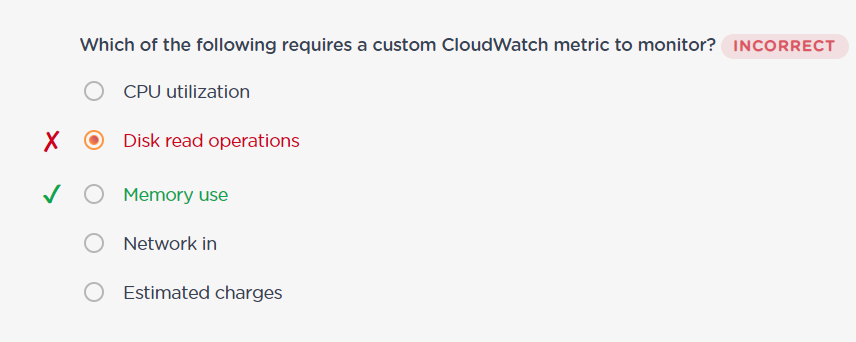 Which of the following requires a custom CloudWatch metric to monitor? INCORRECT
CPU utilization
✗ Disk read operations
✓ Memory use
Network in
Estimated charges